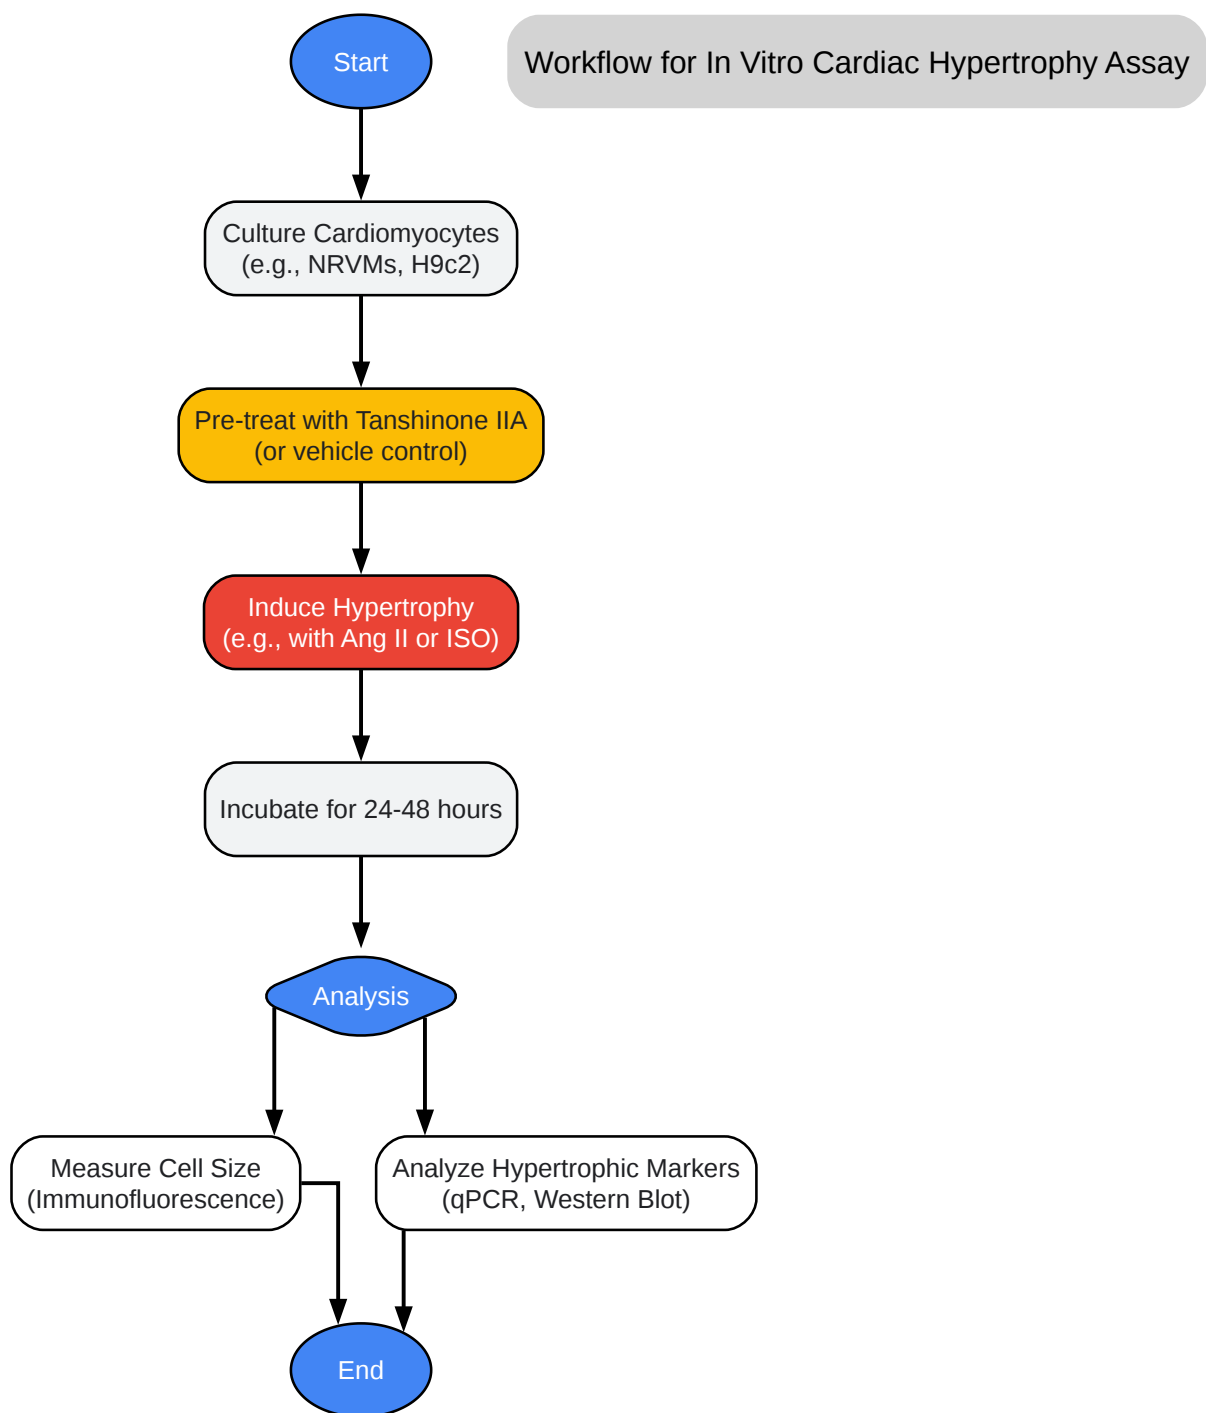 Start
Workflow for In Vitro Cardiac Hypertrophy Assay
Culture Cardiomyocytes
(e.g., NRVMs, H9c2)
Pre-treat with Tanshinone IIA
(or vehicle control)
Induce Hypertrophy
(e.g., with Ang II or ISO)
Incubate for 24-48 hours
Analysis
Measure Cell Size
(Immunofluorescence)
Analyze Hypertrophic Markers
(qPCR, Western Blot)
End